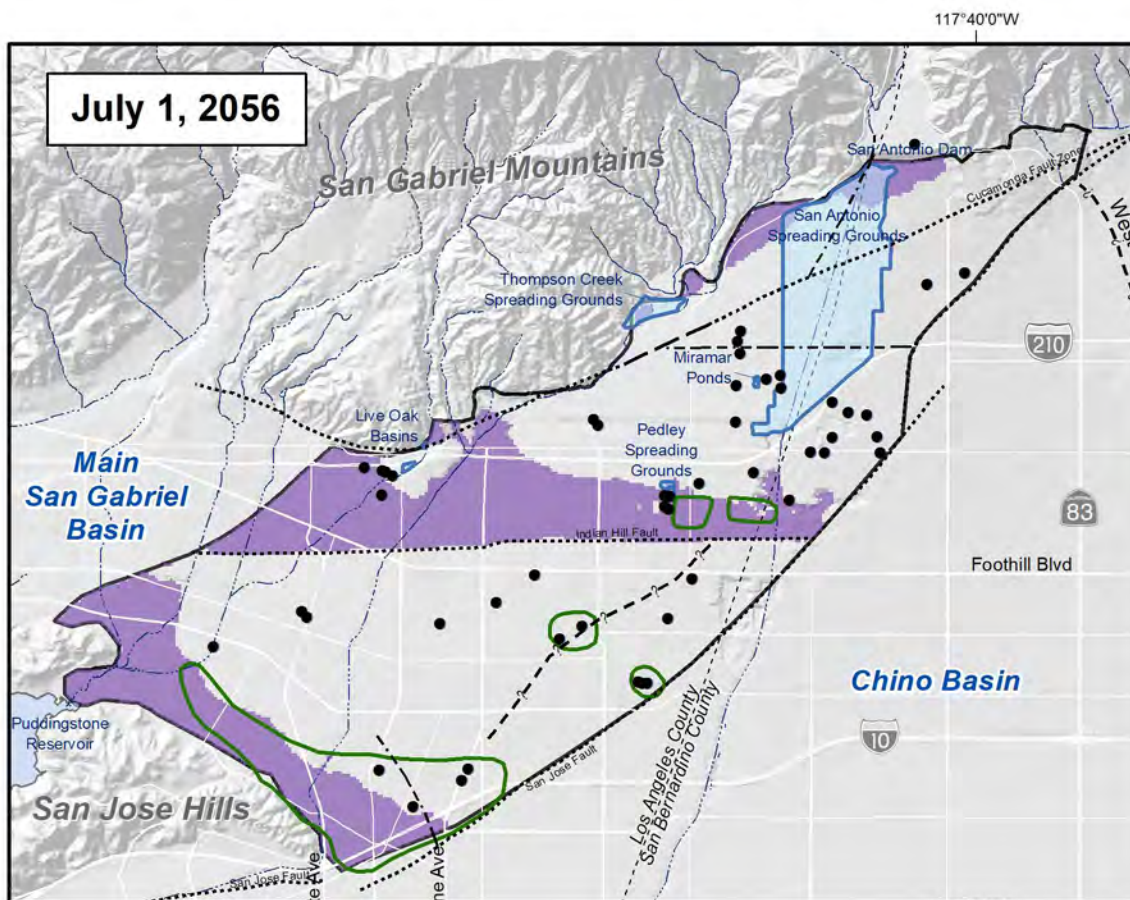 117°40'0"W
July 1, 2056
San Gabriel Mountains
San Antonio Dam
Cucamonga Fault Zone
San Antonio
Spreading Grounds
Thompson Creek
Spreading Grounds
210
Miramar
Ponds
Live Oak
Basins
Pedley
Spreading
Grounds
Main
San Gabriel
Basin
83
Indian Hill Fault
Foothill Blvd
?
?
?
?
?
Chino Basin
Puddingstone
Reservoir
10
San Jose Fault
Los Angeles County
San Bernardino County
San Jose Hills
San Jose Fault